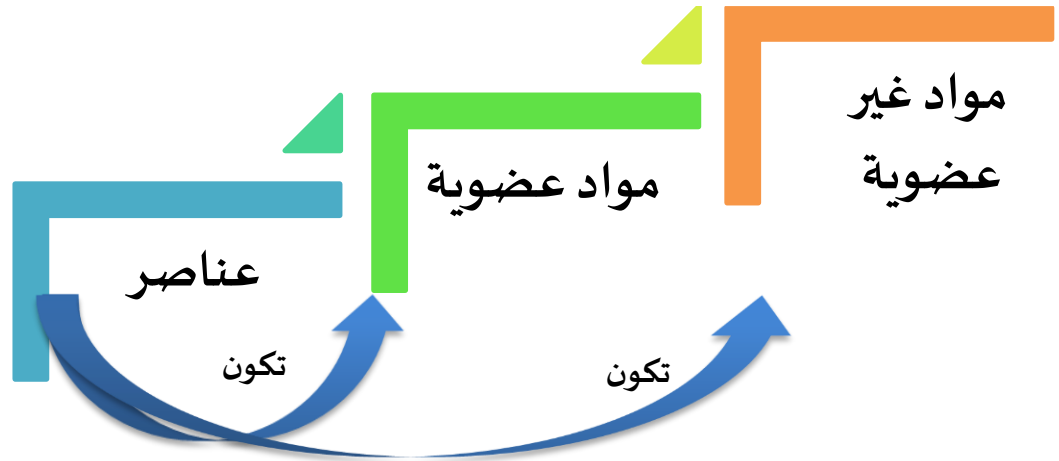 مواد غير
عضوية
مواد عضوية
عناصر
تكون
تكون